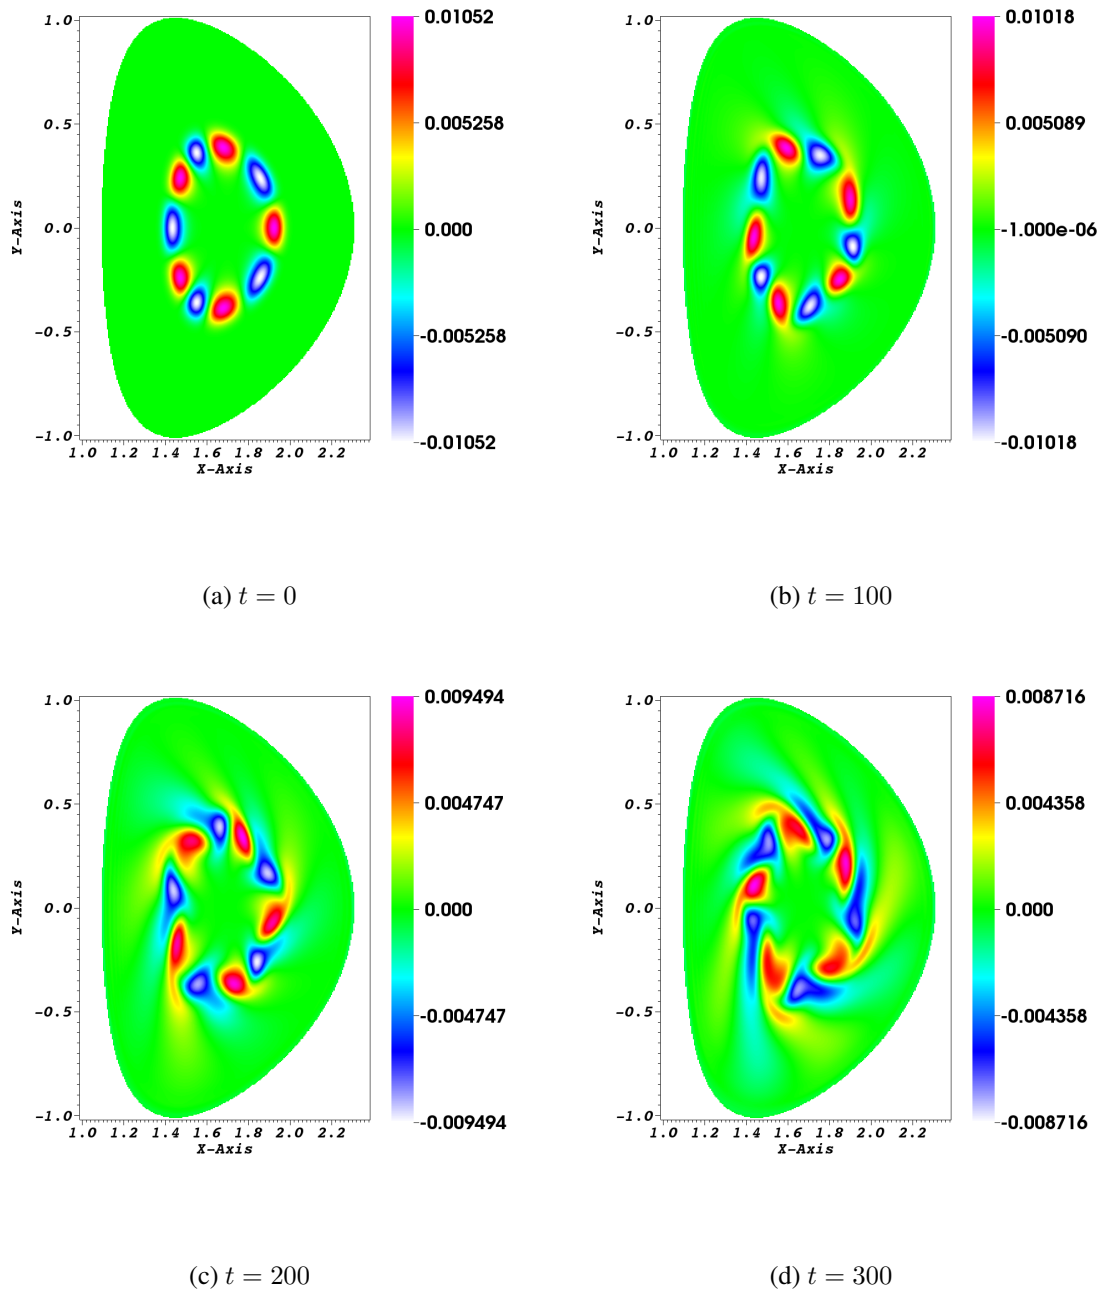 1.0
0.5
0.0
-0.5
-1.0
Y-Axis
1.0 1.2 1.4 1.6 1.8 2.0 2.2
X-Axis
0.01052
0.005258
0.000
-0.005258
-0.01052
(a) t = 0
1.0
0.5
0.0
-0.5
-1.0
Y-Axis
1.0 1.2 1.4 1.6 1.8 2.0 2.2
X-Axis
0.01018
0.005089
-1.000e-06
-0.005090
-0.01018
(b) t = 100
1.0
0.5
0.0
-0.5
-1.0
Y-Axis
1.0 1.2 1.4 1.6 1.8 2.0 2.2
X-Axis
0.009494
0.004747
0.000
-0.004747
-0.009494
(c) t = 200
1.0
0.5
0.0
-0.5
-1.0
Y-Axis
1.0 1.2 1.4 1.6 1.8 2.0 2.2
X-Axis
0.008716
0.004358
0.000
-0.004358
-0.008716
(d) t = 300